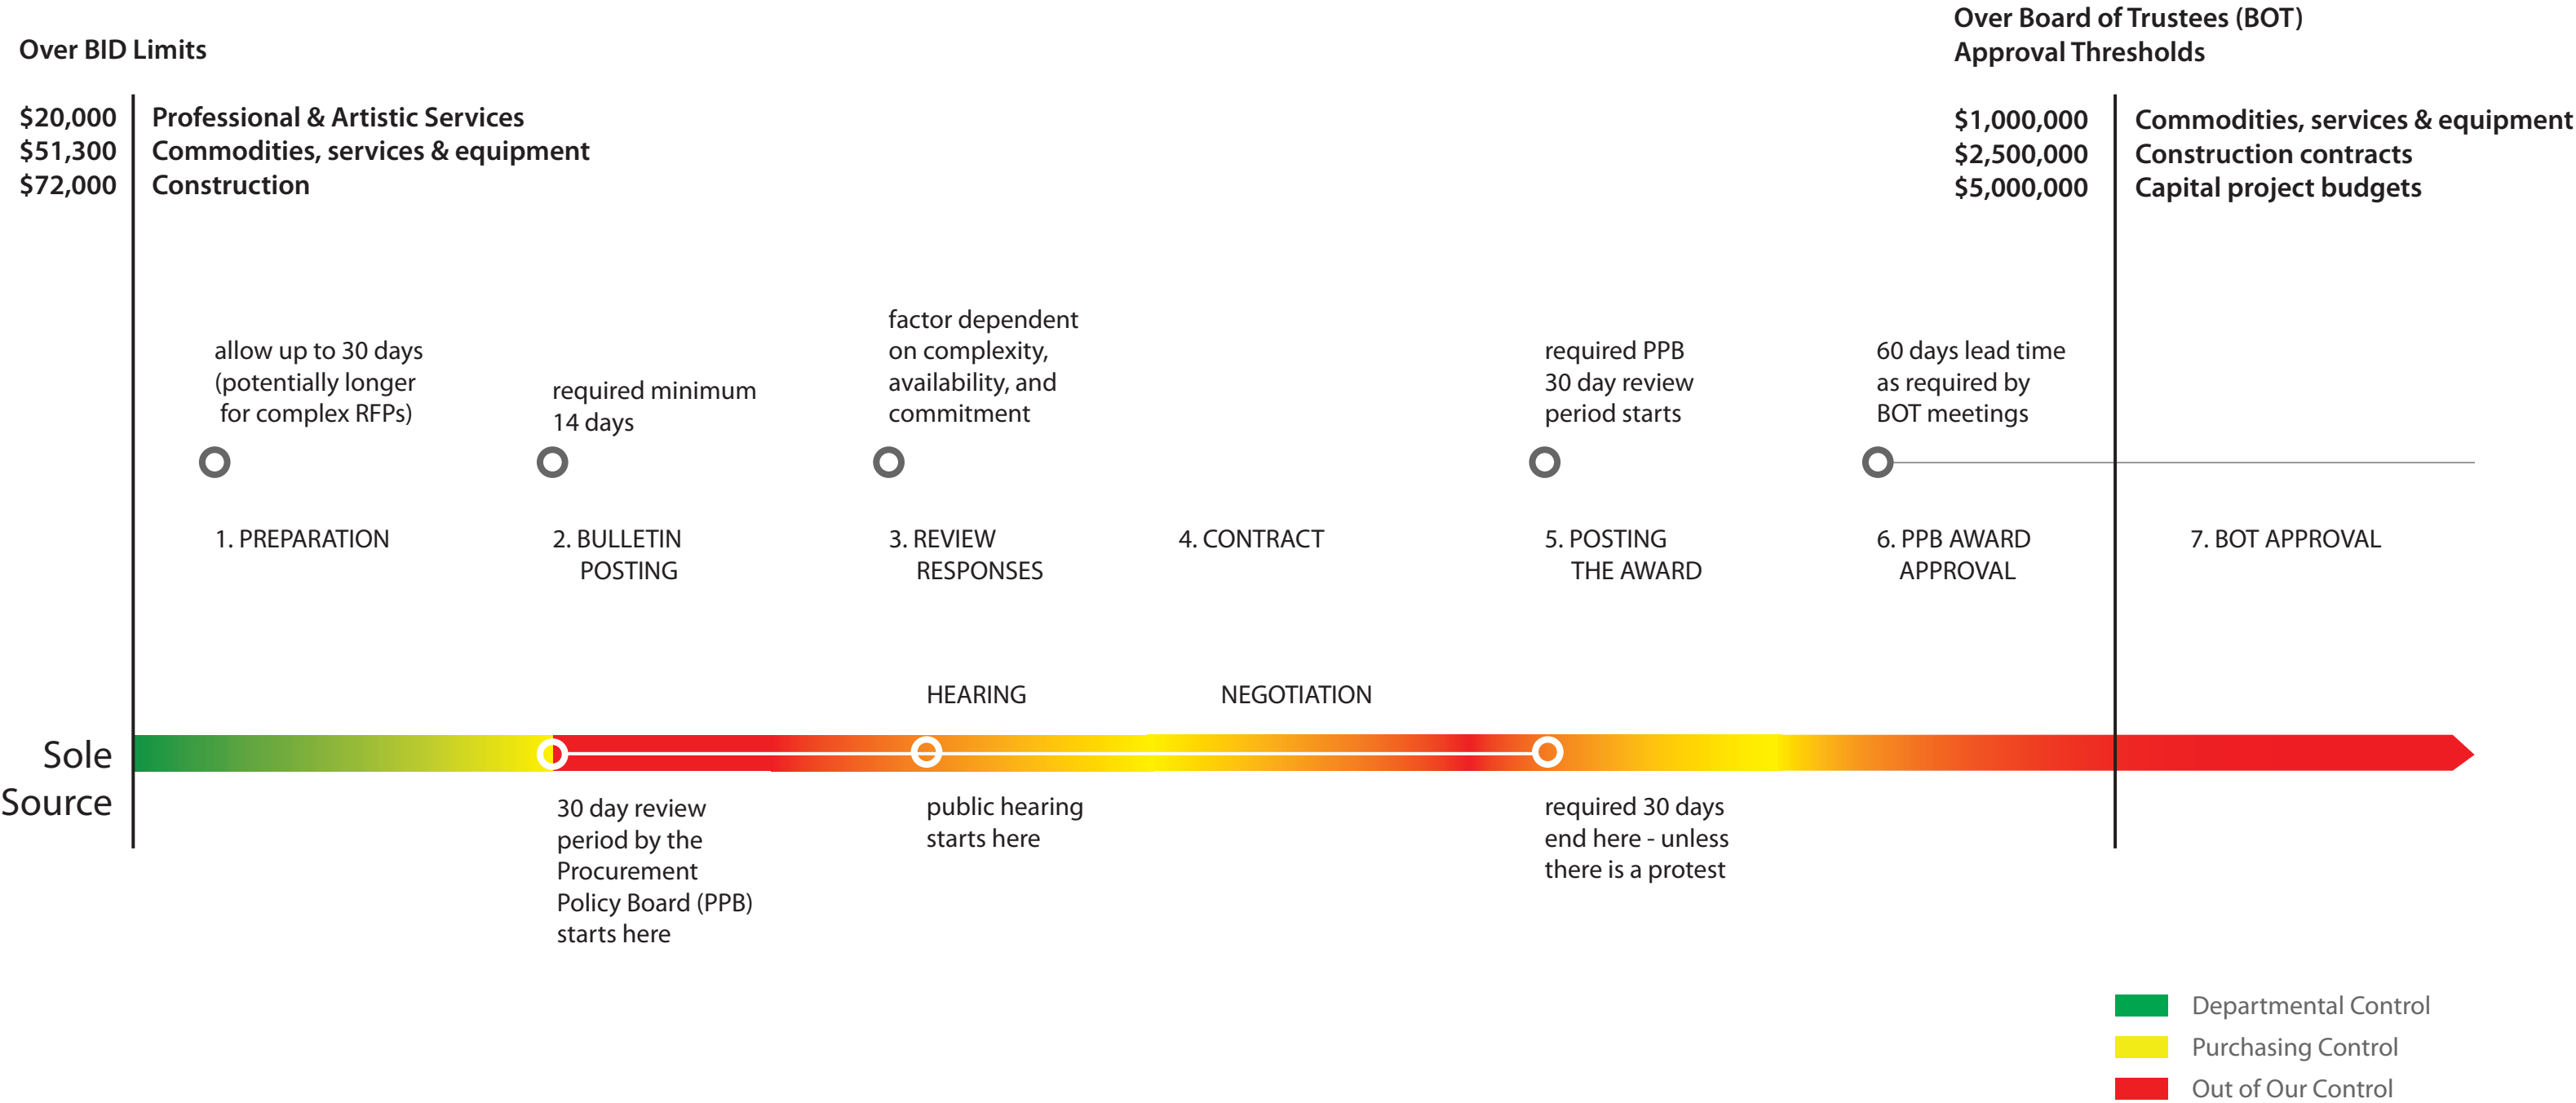 Over BID Limits
$20,000 Professional & Artistic Services
$51,300 Commodities, services & equipment
$72,000 Construction
Over Board of Trustees (BOT)
Approval Thresholds
$1,000,000 Commodities, services & equipment
$2,500,000 Construction contracts
$5,000,000 Capital project budgets
allow up to 30 days
(potentially longer
for complex RFPs)
required minimum
14 days
factor dependent
on complexity,
availability, and
commitment
required PPB
30 day review
period starts
60 days lead time
as required by
BOT meetings
1. PREPARATION
2. BULLETIN
POSTING
3. REVIEW
RESPONSES
4. CONTRACT
5. POSTING
THE AWARD
6. PPB AWARD
APPROVAL
7. BOT APPROVAL
HEARING
NEGOTIATION
Sole
Source
30 day review
period by the
Procurement
Policy Board (PPB)
starts here
public hearing
starts here
required 30 days
end here - unless
there is a protest
Departmental Control
Purchasing Control
Out of Our Control